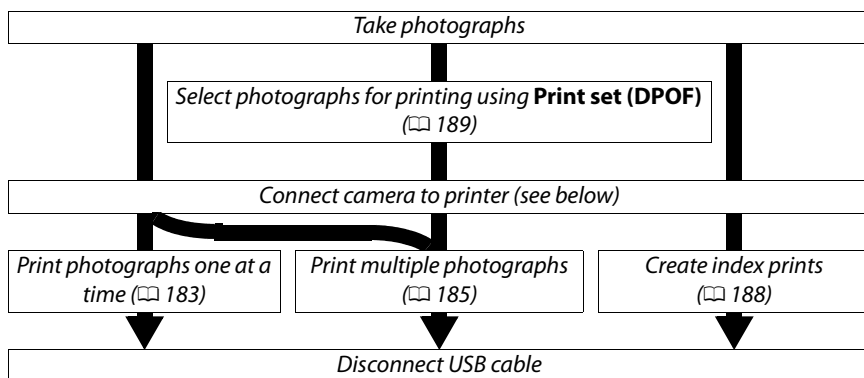 Take photographs
Select photographs for printing using Print set (DPOF)
(📖 189)
Connect camera to printer (see below)
Print photographs one at a
time (📖 183)
Print multiple photographs
(📖 185)
Create index prints
(📖 188)
Disconnect USB cable